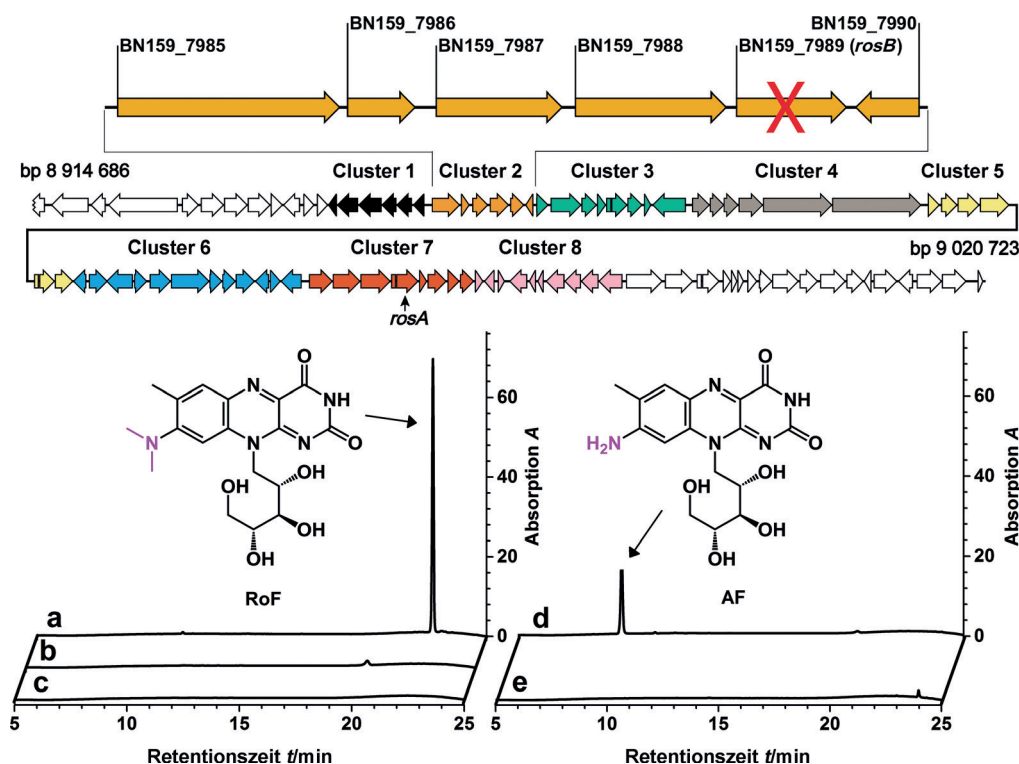 BN159_7985
BN159_7986
BN159_7987
BN159_7988
BN159_7990
BN159_7989 (rosB)
bp 8 914 686
Cluster 1
Cluster 2
Cluster 3
Cluster 4
Cluster 5
Cluster 6
Cluster 7
Cluster 8
bp 9 020 723
rosA
O
N
NH
N
N
N
O
OH
OH
OH
OH
RoF
60
40
20
0
Absorption A
O
N
NH
H2N
N
N
O
OH
OH
OH
OH
AF
60
40
20
0
Absorption A
a
b
c
d
e
5 10 15 20 25
Retentionszeit t/min
5 10 15 20 25
Retentionszeit t/min